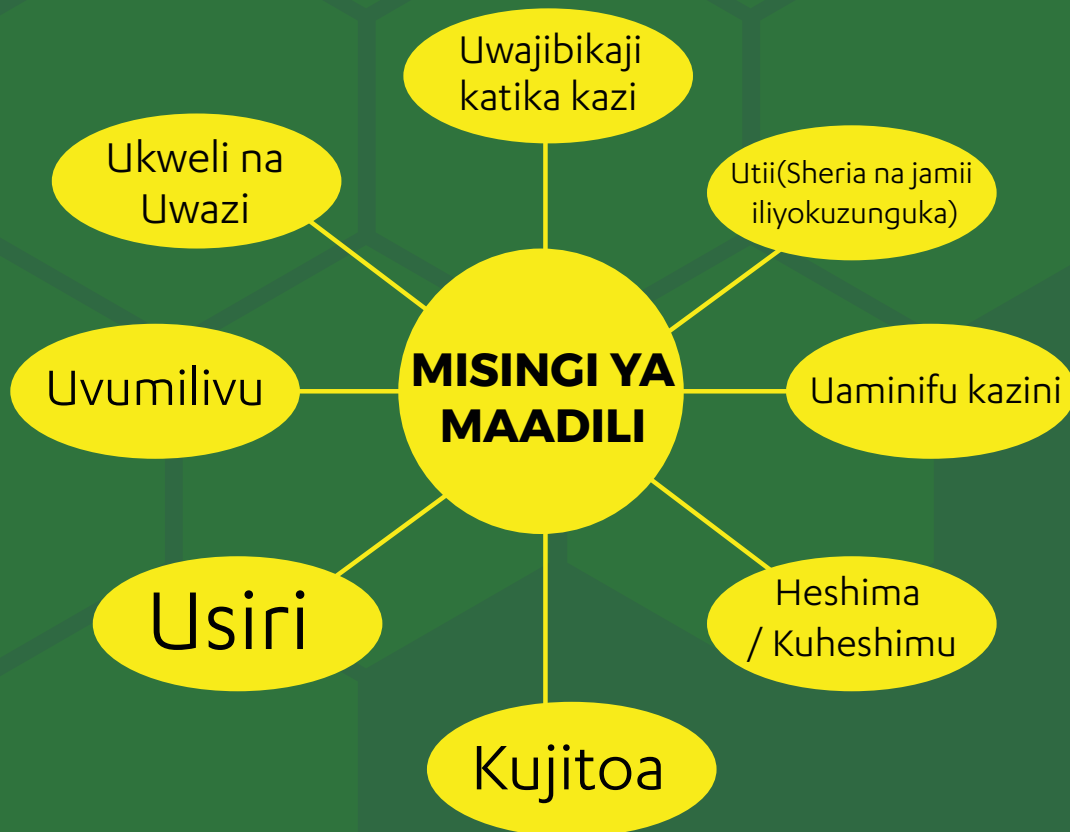 Uwajibikaji
katika kazi
Ukweli na
Uwazi
Utii(Sheria na jamii
iliyokuzunguka)
Uvumilivu
MISINGI YA
MAADILI
Uaminifu kazini
Usiri
Heshima
/ Kuheshimu
Kujitoa